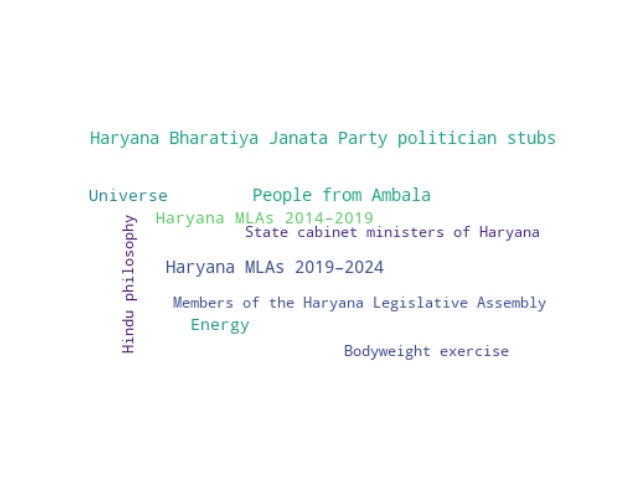 Haryana Bharatiya Janata Party politician stubs
Universe
People from Ambala
Haryana MLAs 2014–2019
State cabinet ministers of Haryana
Hindu philosophy
Haryana MLAs 2019–2024
Members of the Haryana Legislative Assembly
Energy
Bodyweight exercise